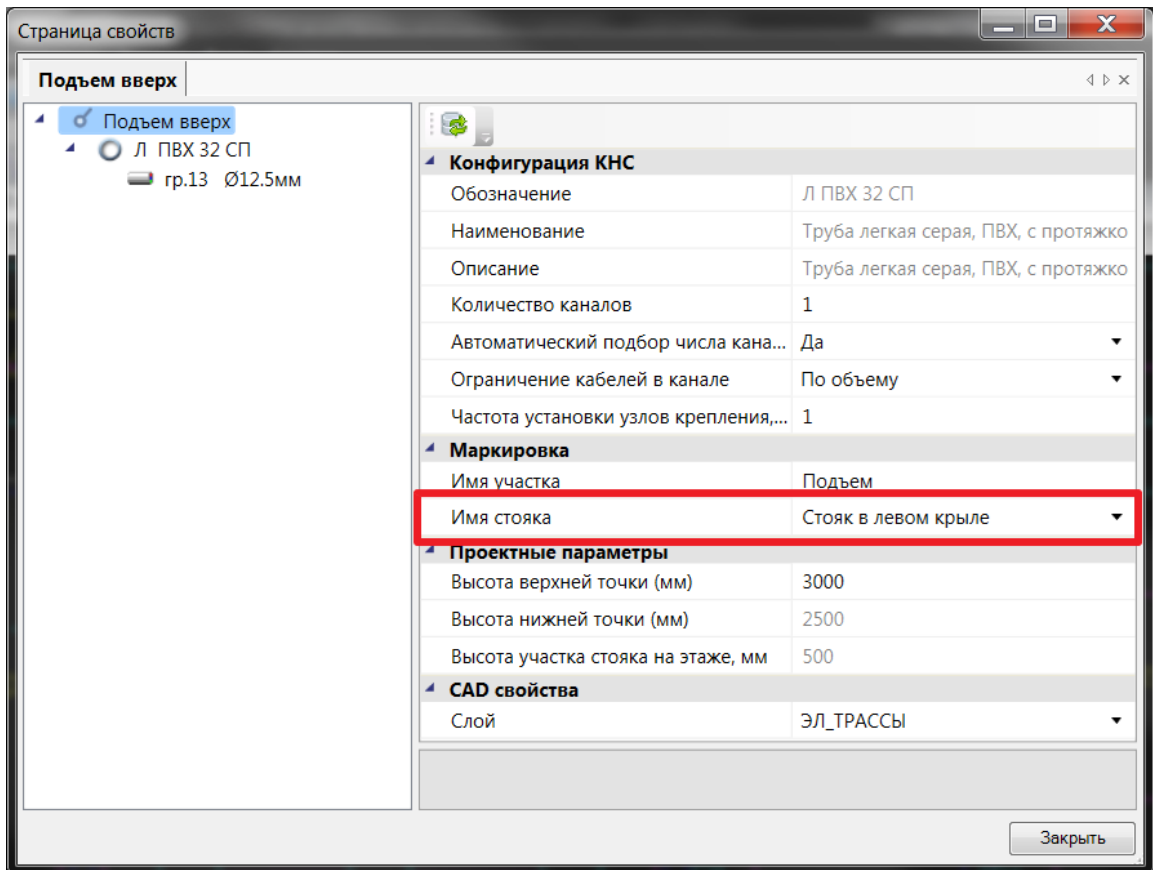 Страница свойств
Подъем вверх
Подъем вверх
Л ПВХ 32 СП
гр.13 Ø12.5мм
Конфигурация КНС
Обозначение Л ПВХ 32 СП
Наименование Труба легкая серая, ПВХ, с протяжко
Описание Труба легкая серая, ПВХ, с протяжко
Количество каналов 1
Автоматический подбор числа кана... Да
Ограничение кабелей в канале По объему
Частота установки узлов крепления,... 1
Маркировка
Имя участка Подъем
Имя стояка Стояк в левом крыле
Проектные параметры
Высота верхней точки (мм) 3000
Высота нижней точки (мм) 2500
Высота участка стояка на этаже, мм 500
CAD свойства
Слой ЭЛ_ТРАССЫ
Закрыть